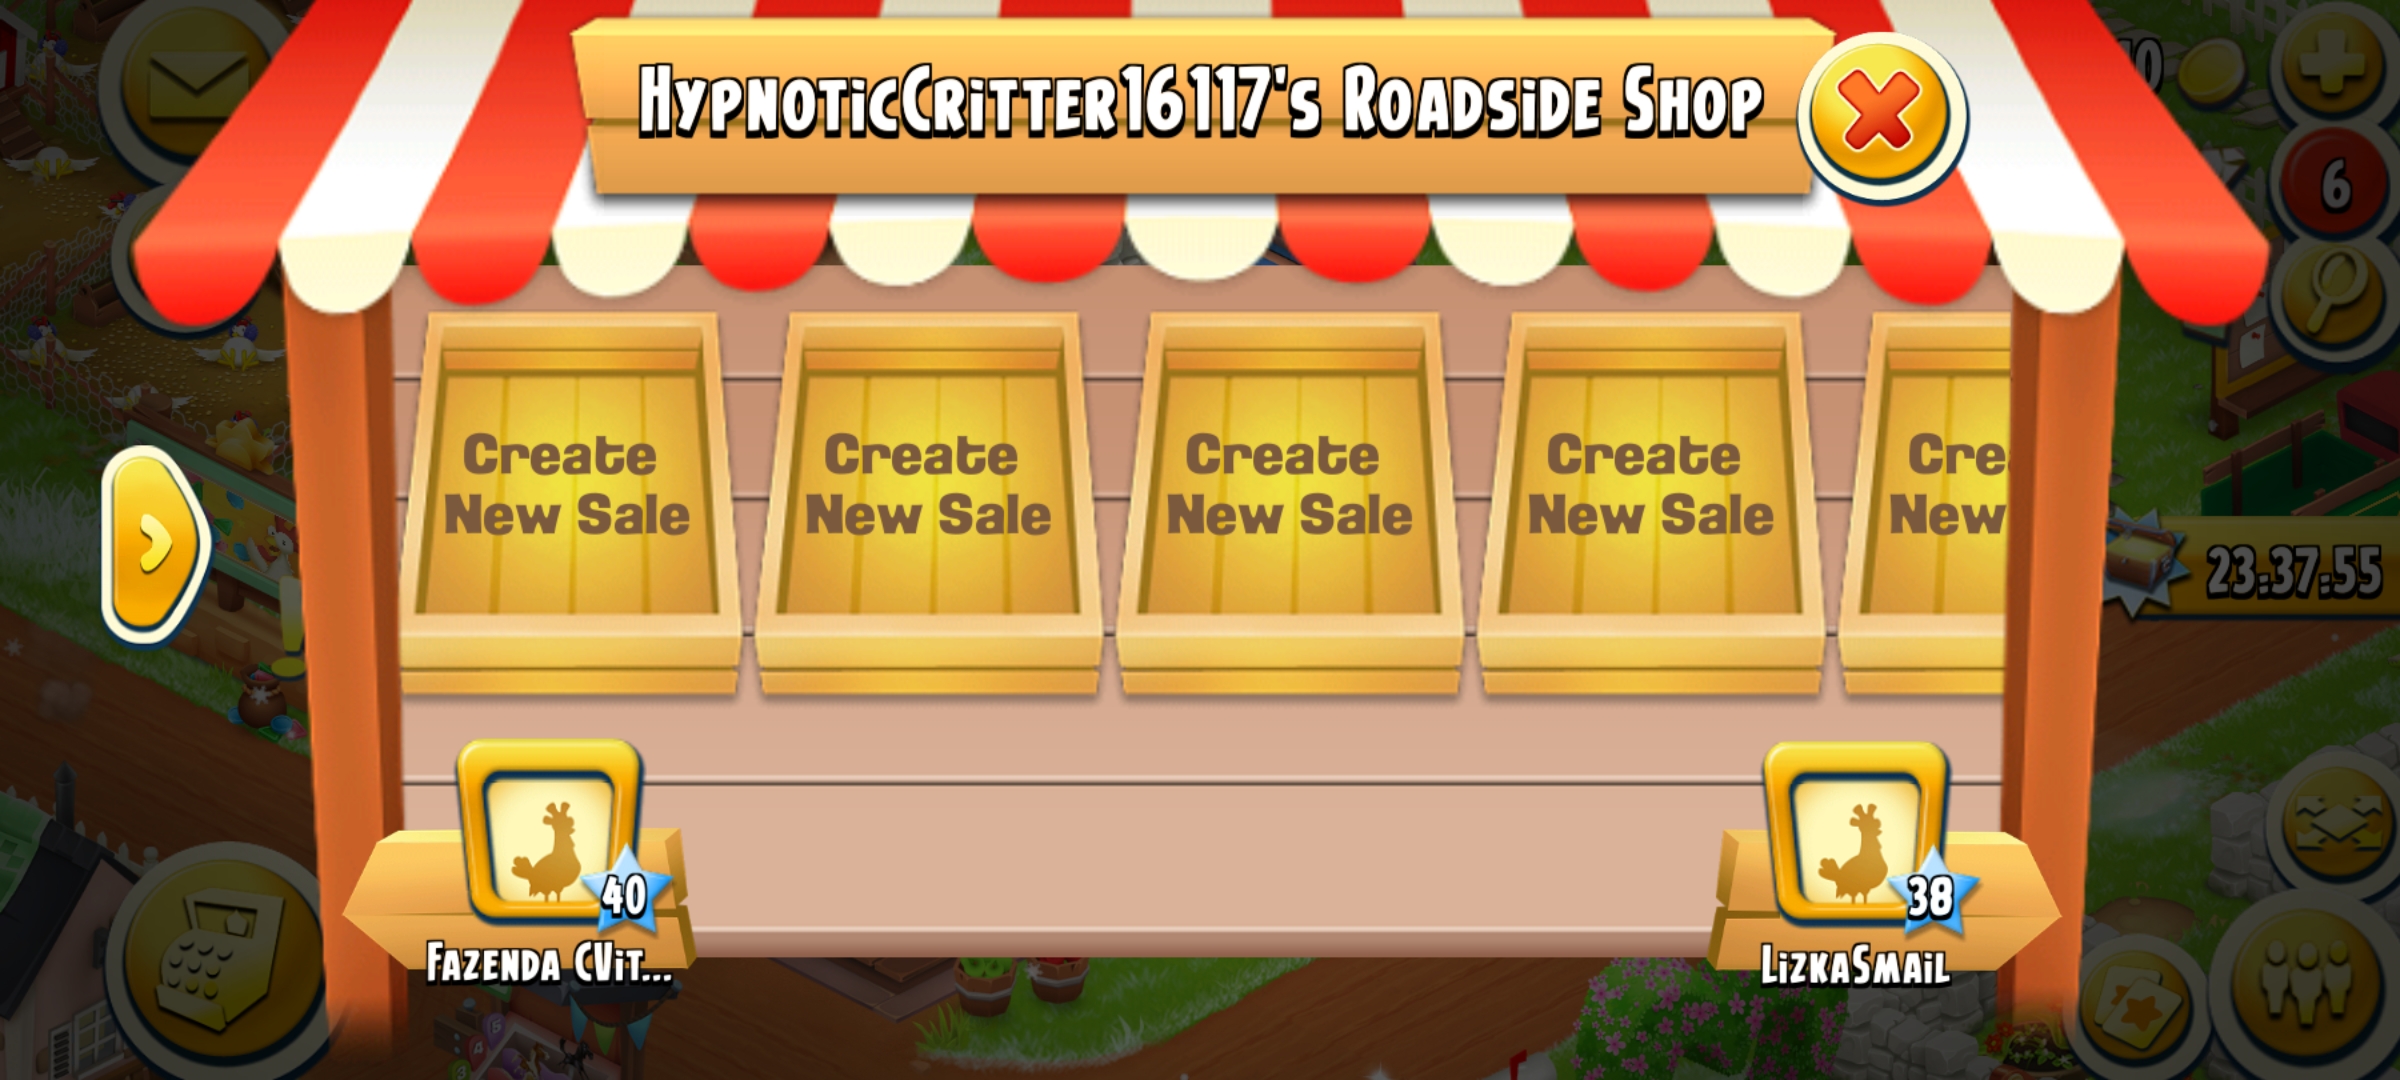 HypnoticCritter16117's Roadside Shop
6
Create
New Sale
Create
New Sale
Create
New Sale
Create
New Sale
Cre
New
23:37:55
40
Fazenda CVit...
38
LizkaSmail